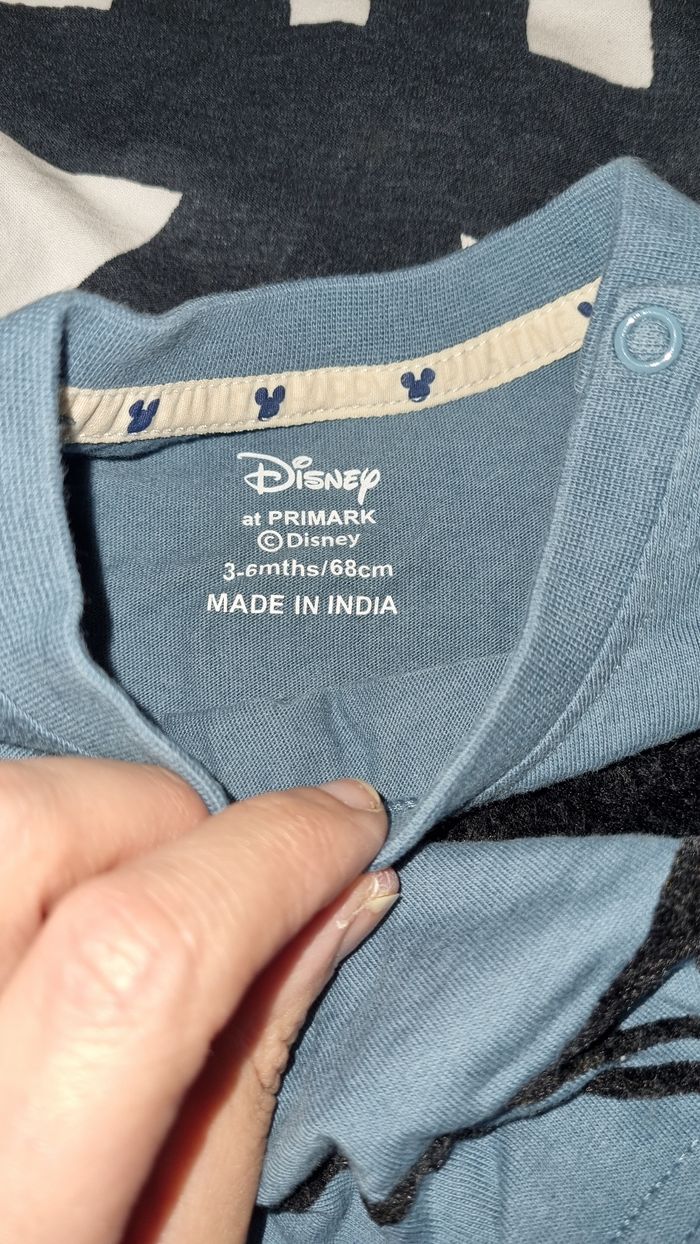 Disney
at PRIMARK
©Disney
3-6mths/68cm
MADE IN INDIA